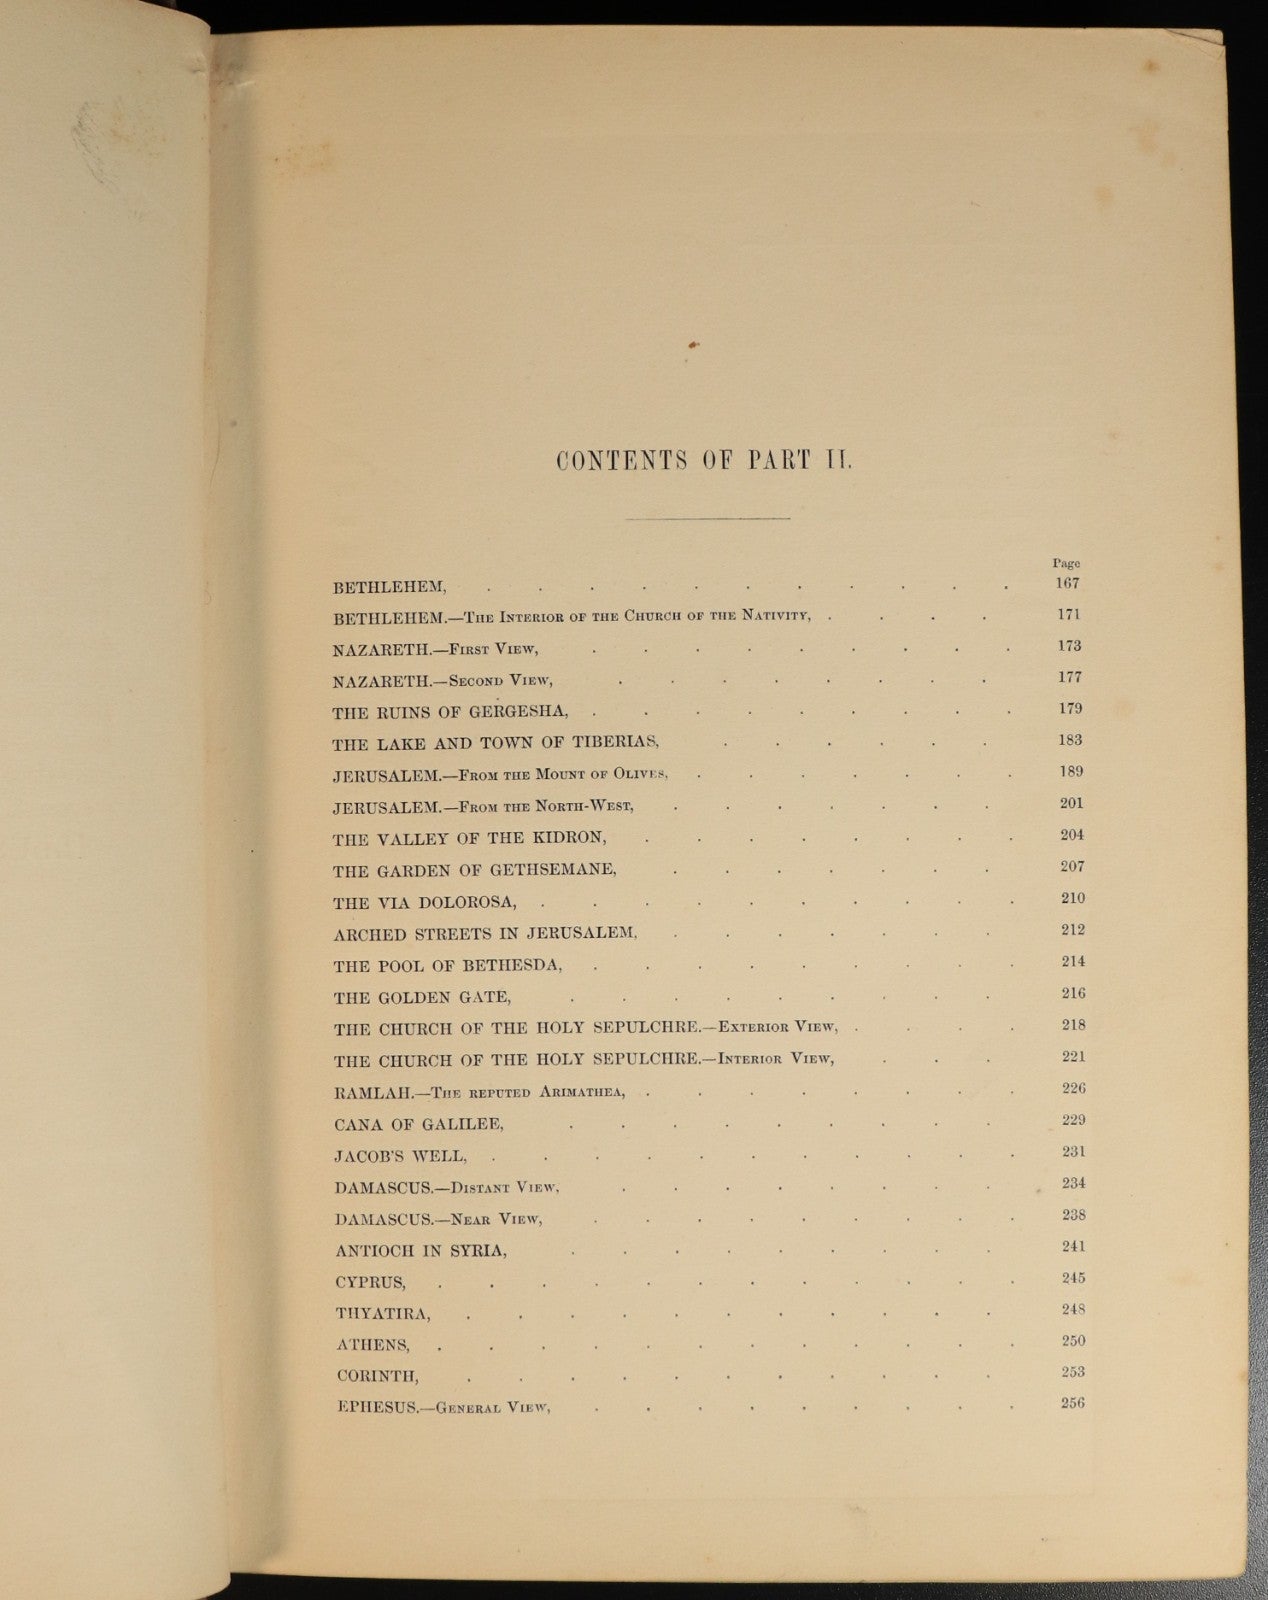 CONTENTS OF PART II.
Page
BETHLEHEM, . . . . . . . . . . . 167
BETHLEHEM.—The Interior of the Church of the Nativity, . . . . 171
NAZARETH.—First View, . . . . . . . . . 173
NAZARETH.—Second View, . . . . . . . . 177
THE RUINS OF GERGESHA, . . . . . . . . . 179
THE LAKE AND TOWN OF TIBERIAS, . . . . . . 183
JERUSALEM.—From the Mount of Olives, . . . . . . . 189
JERUSALEM.—From the North-West, . . . . . . . 201
THE VALLEY OF THE KIDRON, . . . . . . . . 204
THE GARDEN OF GETHSEMANE, . . . . . . . 207
THE VIA DOLOROSA, . . . . . . . . . . 210
ARCHED STREETS IN JERUSALEM, . . . . . . . 212
THE POOL OF BETHESDA, . . . . . . . . . 214
THE GOLDEN GATE, . . . . . . . . . 216
THE CHURCH OF THE HOLY SEPULCHRE.—Exterior View, . . . . 218
THE CHURCH OF THE HOLY SEPULCHRE.—Interior View, . . . 221
RAMLAH.—The reputed Arimathea, . . . . . . . . 226
CANA OF GALILEE, . . . . . . . . . 229
JACOB'S WELL, . . . . . . . . . . . 231
DAMASCUS.—Distant View, . . . . . . . . 234
DAMASCUS.—Near View, . . . . . . . . . 238
ANTIOCH IN SYRIA, . . . . . . . . . 241
CYPRUS, . . . . . . . . . . . . 245
THYATIRA, . . . . . . . . . . . 248
ATHENS, . . . . . . . . . . . . 250
CORINTH, . . . . . . . . . . . 253
EPHESUS.—General View, . . . . . . . . . 256